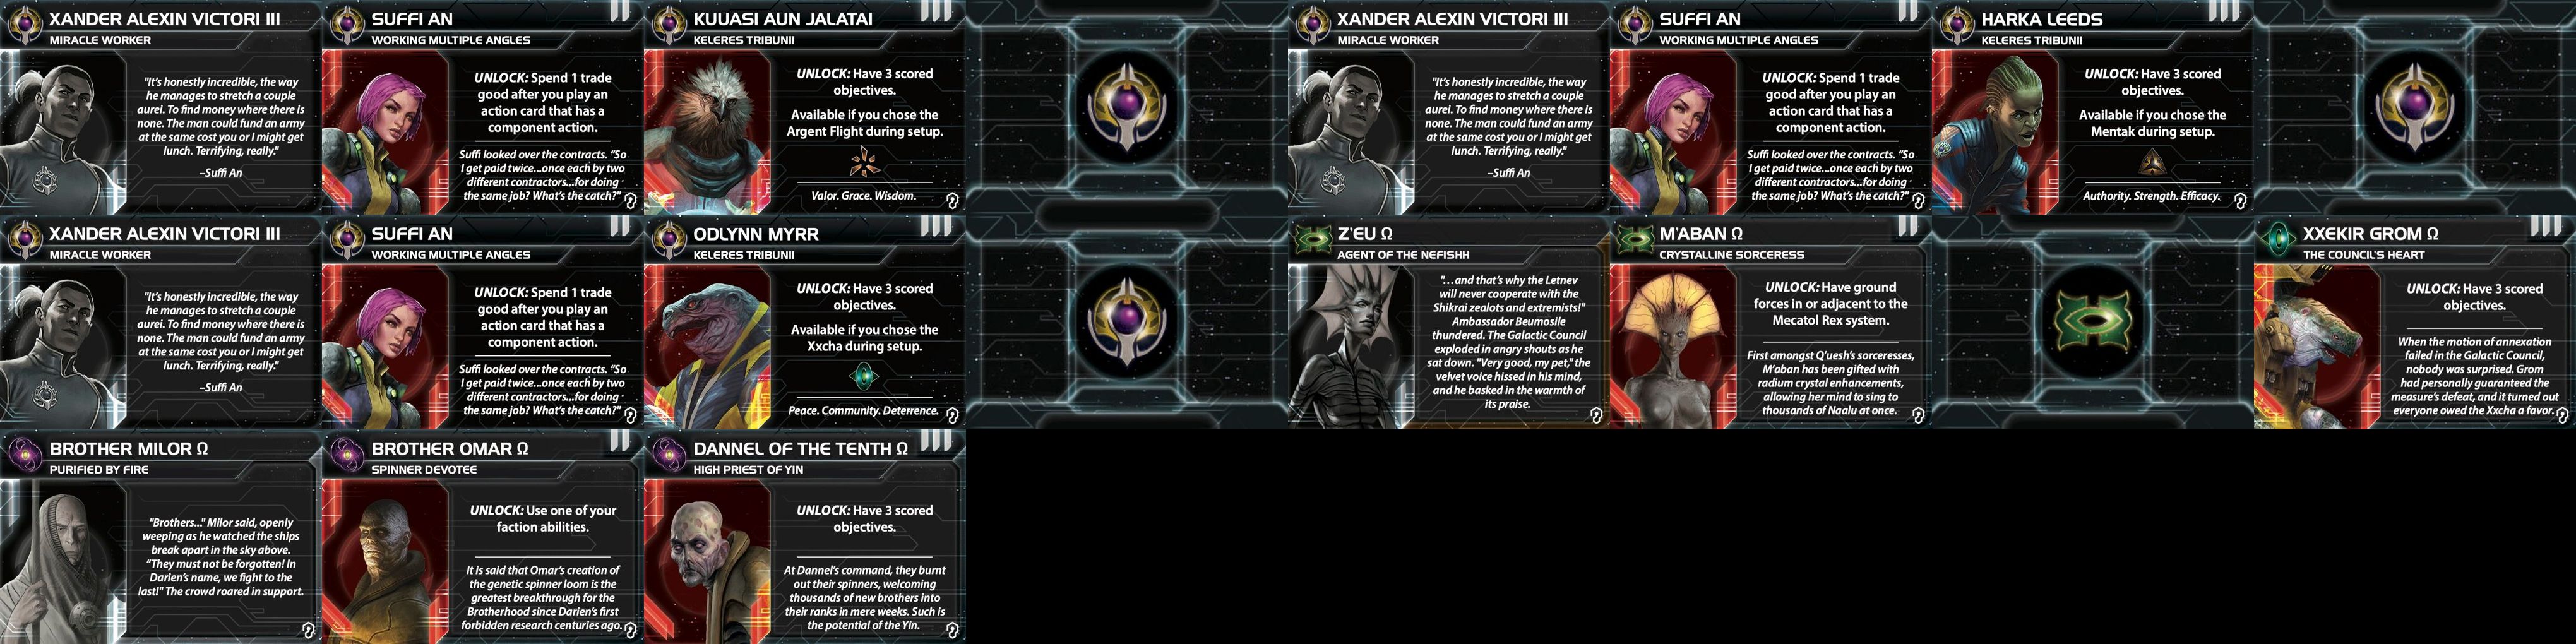 XANDER ALEXIN VICTORI III
MIRACLE WORKER
"It's honestly incredible, the way
he manages to stretch a couple
aurei. To find money where there is
none. The man could fund an army
at the same cost you or I might get
lunch. Terrifying, really."
–Suffi An
SUFFI AN
WORKING MULTIPLE ANGLES
UNLOCK: Spend 1 trade
good after you play an
action card that has a
component action.
Suffi looked over the contracts. "So
I get paid twice...once each by two
different contractors...for doing
the same job? What's the catch?"
KUUASI AUN JALATAI
KELERES TRIBUNII
UNLOCK: Have 3 scored
objectives.
Available if you chose the
Argent Flight during setup.
Valor. Grace. Wisdom.
XANDER ALEXIN VICTORI III
MIRACLE WORKER
"It's honestly incredible, the way
he manages to stretch a couple
aurei. To find money where there is
none. The man could fund an army
at the same cost you or I might get
lunch. Terrifying, really."
–Suffi An
SUFFI AN
WORKING MULTIPLE ANGLES
UNLOCK: Spend 1 trade
good after you play an
action card that has a
component action.
Suffi looked over the contracts. "So
I get paid twice...once each by two
different contractors...for doing
the same job? What's the catch?"
HARKA LEEDS
KELERES TRIBUNII
UNLOCK: Have 3 scored
objectives.
Available if you chose the
Mentak during setup.
Authority. Strength. Efficacy.
XANDER ALEXIN VICTORI III
MIRACLE WORKER
"It's honestly incredible, the way
he manages to stretch a couple
aurei. To find money where there is
none. The man could fund an army
at the same cost you or I might get
lunch. Terrifying, really."
–Suffi An
SUFFI AN
WORKING MULTIPLE ANGLES
UNLOCK: Spend 1 trade
good after you play an
action card that has a
component action.
Suffi looked over the contracts. "So
I get paid twice...once each by two
different contractors...for doing
the same job? What's the catch?"
ODLYNN MYRR
KELERES TRIBUNII
UNLOCK: Have 3 scored
objectives.
Available if you chose the
Xxcha during setup.
Peace. Community. Deterrence.
Z'EU Ω
AGENT OF THE NEFISHH
"...and that's why the Letnev
will never cooperate with the
Shikrai zealots and extremists!"
Ambassador Beumosile
thundered. The Galactic Council
exploded in angry shouts as he
sat down. "Very good, my pet," the
velvet voice hissed in his mind,
and he basked in the warmth of
its praise.
M'ABAN Ω
CRYSTALLINE SORCERESS
UNLOCK: Have ground
forces in or adjacent to the
Mecatol Rex system.
First amongst Q'uesh's sorceresses,
M'aban has been gifted with
radium crystal enhancements,
allowing her mind to sing to
thousands of Naalu at once.
XXEKIR GROM Ω
THE COUNCIL'S HEART
UNLOCK: Have 3 scored
objectives.
When the motion of annexation
failed in the Galactic Council,
nobody was surprised. Grom
had personally guaranteed the
measure's defeat, and it turned out
everyone owed the Xxcha a favor.
BROTHER MILOR Ω
PURIFIED BY FIRE
"Brothers..." Milor said, openly
weeping as he watched the ships
break apart in the sky above.
"They must not be forgotten! In
Darien's name, we fight to the
last!" The crowd roared in support.
BROTHER OMAR Ω
SPINNER DEVOTEE
UNLOCK: Use one of your
faction abilities.
It is said that Omar's creation of
the genetic spinner loom is the
greatest breakthrough for the
Brotherhood since Darien's first
forbidden research centuries ago.
DANNEL OF THE TENTH Ω
HIGH PRIEST OF YIN
UNLOCK: Have 3 scored
objectives.
At Dannel's command, they burnt
out their spinners, welcoming
thousands of new brothers into
their ranks in mere weeks. Such is
the potential of the Yin.